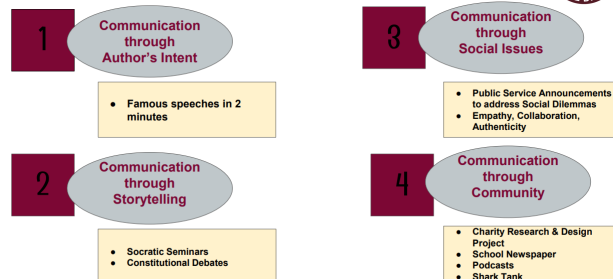 1
Communication
through
Author's Intent
● Famous speeches in 2
minutes
2
Communication
through
Storytelling
● Socratic Seminars
● Constitutional Debates
3
Communication
through
Social Issues
● Public Service Announcements
to address Social Dilemmas
● Empathy, Collaboration,
Authenticity
4
Communication
through
Community
● Charity Research & Design
Project
● School Newspaper
● Podcasts
● Shark Tank